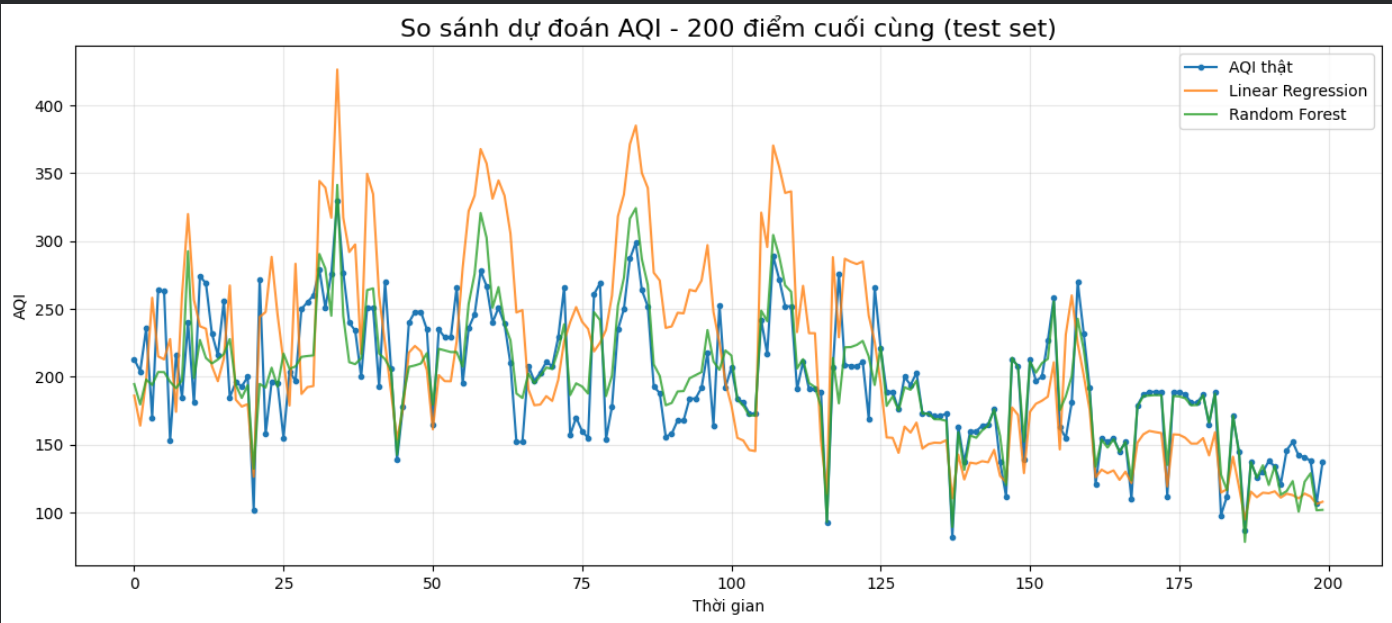 So sánh dự đoán AQI - 200 điểm cuối cùng (test set)
AQI thật
Linear Regression
Random Forest
AQI
400
350
300
250
200
150
100
0
25
50
75
100
125
150
175
200
Thời gian